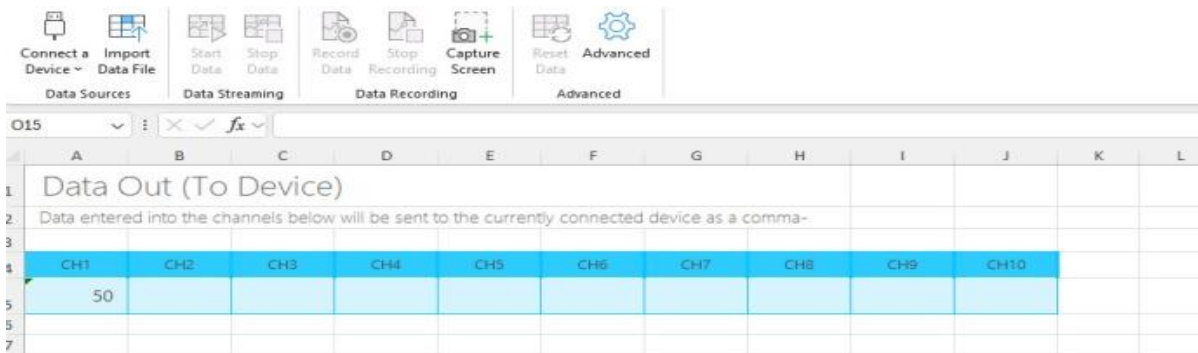 Connect a Device Import Data File Start Data Stop Data Record Data Stop Recording Capture Screen Reset Data Advanced
Data Sources Data Streaming Data Recording Advanced
O15 fx
A B C D E F G H I J K L
1 Data Out (To Device)
2 Data entered into the channels below will be sent to the currently connected device as a comma-
3
4 CH1 CH2 CH3 CH4 CH5 CH6 CH7 CH8 CH9 CH10
5 50
6
7